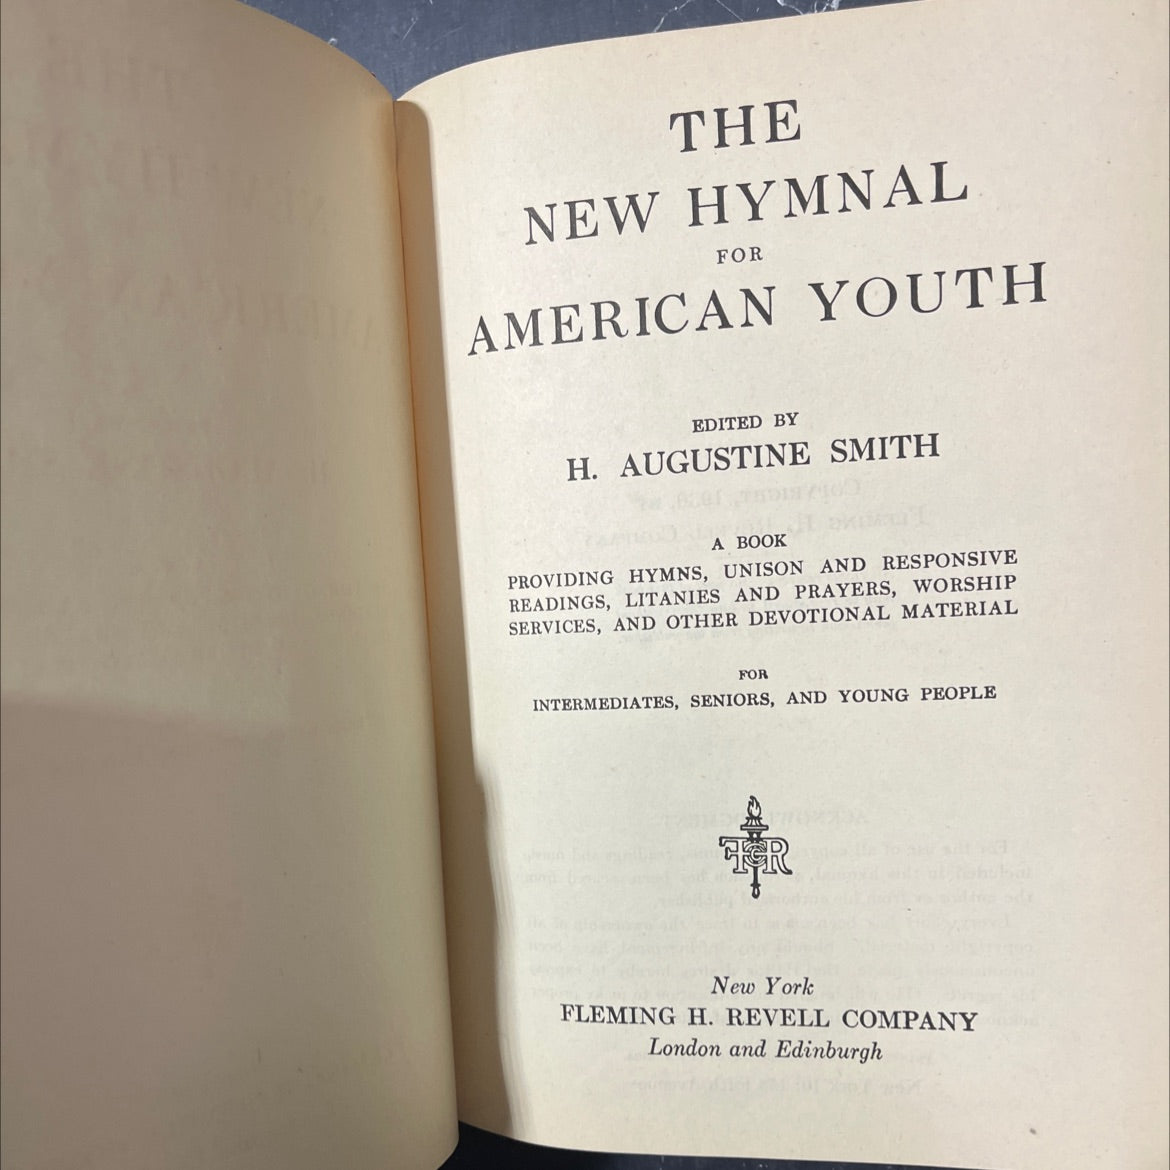 THE
NEW HYMNAL
FOR
AMERICAN YOUTH
EDITED BY
H. AUGUSTINE SMITH
A BOOK
PROVIDING HYMNS, UNISON AND RESPONSIVE
READINGS, LITANIES AND PRAYERS, WORSHIP
SERVICES, AND OTHER DEVOTIONAL MATERIAL
FOR
INTERMEDIATES, SENIORS, AND YOUNG PEOPLE
New York
FLEMING H. REVELL COMPANY
London and Edinburgh